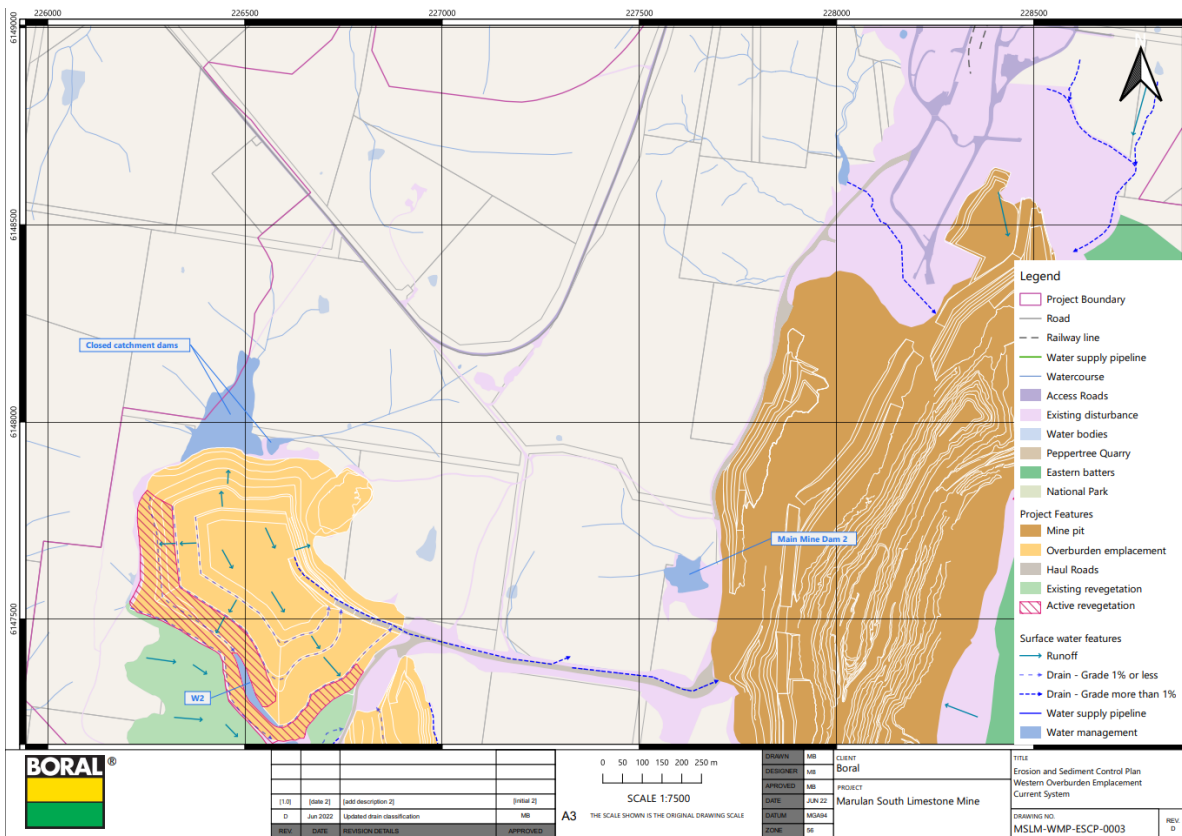 226000
226500
227000
227500
228000
228500
6149000
6148500
6148000
6147500
N
Closed catchment dams
Main Mine Dam 2
W2
Legend
Project Boundary
Road
Railway line
Water supply pipeline
Watercourse
Access Roads
Existing disturbance
Water bodies
Peppertree Quarry
Eastern batters
National Park
Project Features
Mine pit
Overburden emplacement
Haul Roads
Existing revegetation
Active revegetation
Surface water features
Runoff
Drain - Grade 1% or less
Drain - Grade more than 1%
Water supply pipeline
Water management
BORAL®
[1.0] [date 2] [add description 2] [initial 2]
D Jun 2022 Updated drain classification MB
REV. DATE REVISION DETAILS APPROVED
A3
0 50 100 150 200 250 m
SCALE 1:7500
THE SCALE SHOWN IS THE ORIGINAL DRAWING SCALE
DRAWN MB
DESIGNER MB
APPROVED MB
DATE JUN 22
DATUM MGA94
ZONE 56
CLIENT
Boral
PROJECT
Marulan South Limestone Mine
TITLE
Erosion and Sediment Control Plan
Western Overburden Emplacement
Current System
DRAWING NO.
MSLM-WMP-ESCP-0003
REV.
D